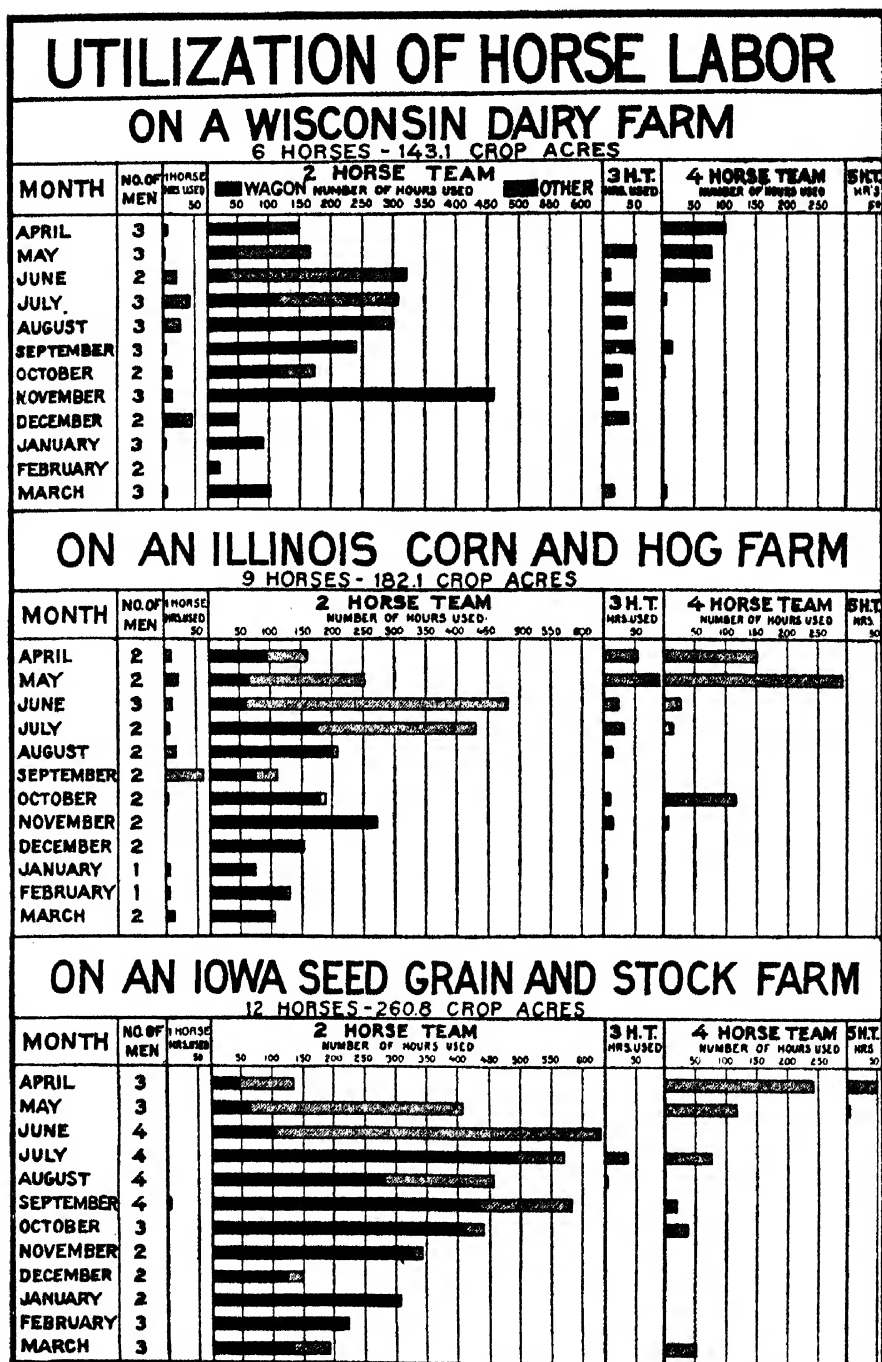 UTILIZATION OF HORSE LABOR
ON A WISCONSIN DAIRY FARM
6 HORSES - 143.1 CROP ACRES
MONTH NO. OF MEN 1 HORSE HRS USED 50 2 HORSE TEAM WAGON NUMBER OF HOURS USED OTHER 50 100 150 200 250 300 350 400 450 500 550 600 3 H.T. HRS. USED 50 4 HORSE TEAM NUMBER OF HOURS USED 50 100 150 200 250 5 H.T. HR'S 50
APRIL 3
MAY 3
JUNE 2
JULY. 3
AUGUST 3
SEPTEMBER 3
OCTOBER 2
NOVEMBER 3
DECEMBER 2
JANUARY 3
FEBRUARY 2
MARCH 3
ON AN ILLINOIS CORN AND HOG FARM
9 HORSES - 182.1 CROP ACRES
MONTH NO. OF MEN 1 HORSE HRS.USED 50 2 HORSE TEAM NUMBER OF HOURS USED. 50 100 150 200 250 300 350 400 450 500 550 600 3 H.T. HRS.USED 50 4 HORSE TEAM NUMBER OF HOURS USED 50 100 150 200 250 5 H.T. HRS. 50
APRIL 2
MAY 2
JUNE 3
JULY 2
AUGUST 2
SEPTEMBER 2
OCTOBER 2
NOVEMBER 2
DECEMBER 2
JANUARY 1
FEBRUARY 1
MARCH 2
ON AN IOWA SEED GRAIN AND STOCK FARM
12 HORSES - 260.8 CROP ACRES
MONTH NO. OF MEN 1 HORSE HRS.USED 50 2 HORSE TEAM NUMBER OF HOURS USED 50 100 150 200 250 300 350 400 450 500 550 600 3 H.T. HRS.USED 50 4 HORSE TEAM NUMBER OF HOURS USED 50 100 150 200 250 5 H.T. HRS 50
APRIL 3
MAY 3
JUNE 4
JULY 4
AUGUST 4
SEPTEMBER 4
OCTOBER 3
NOVEMBER 2
DECEMBER 2
JANUARY 2
FEBRUARY 3
MARCH 3